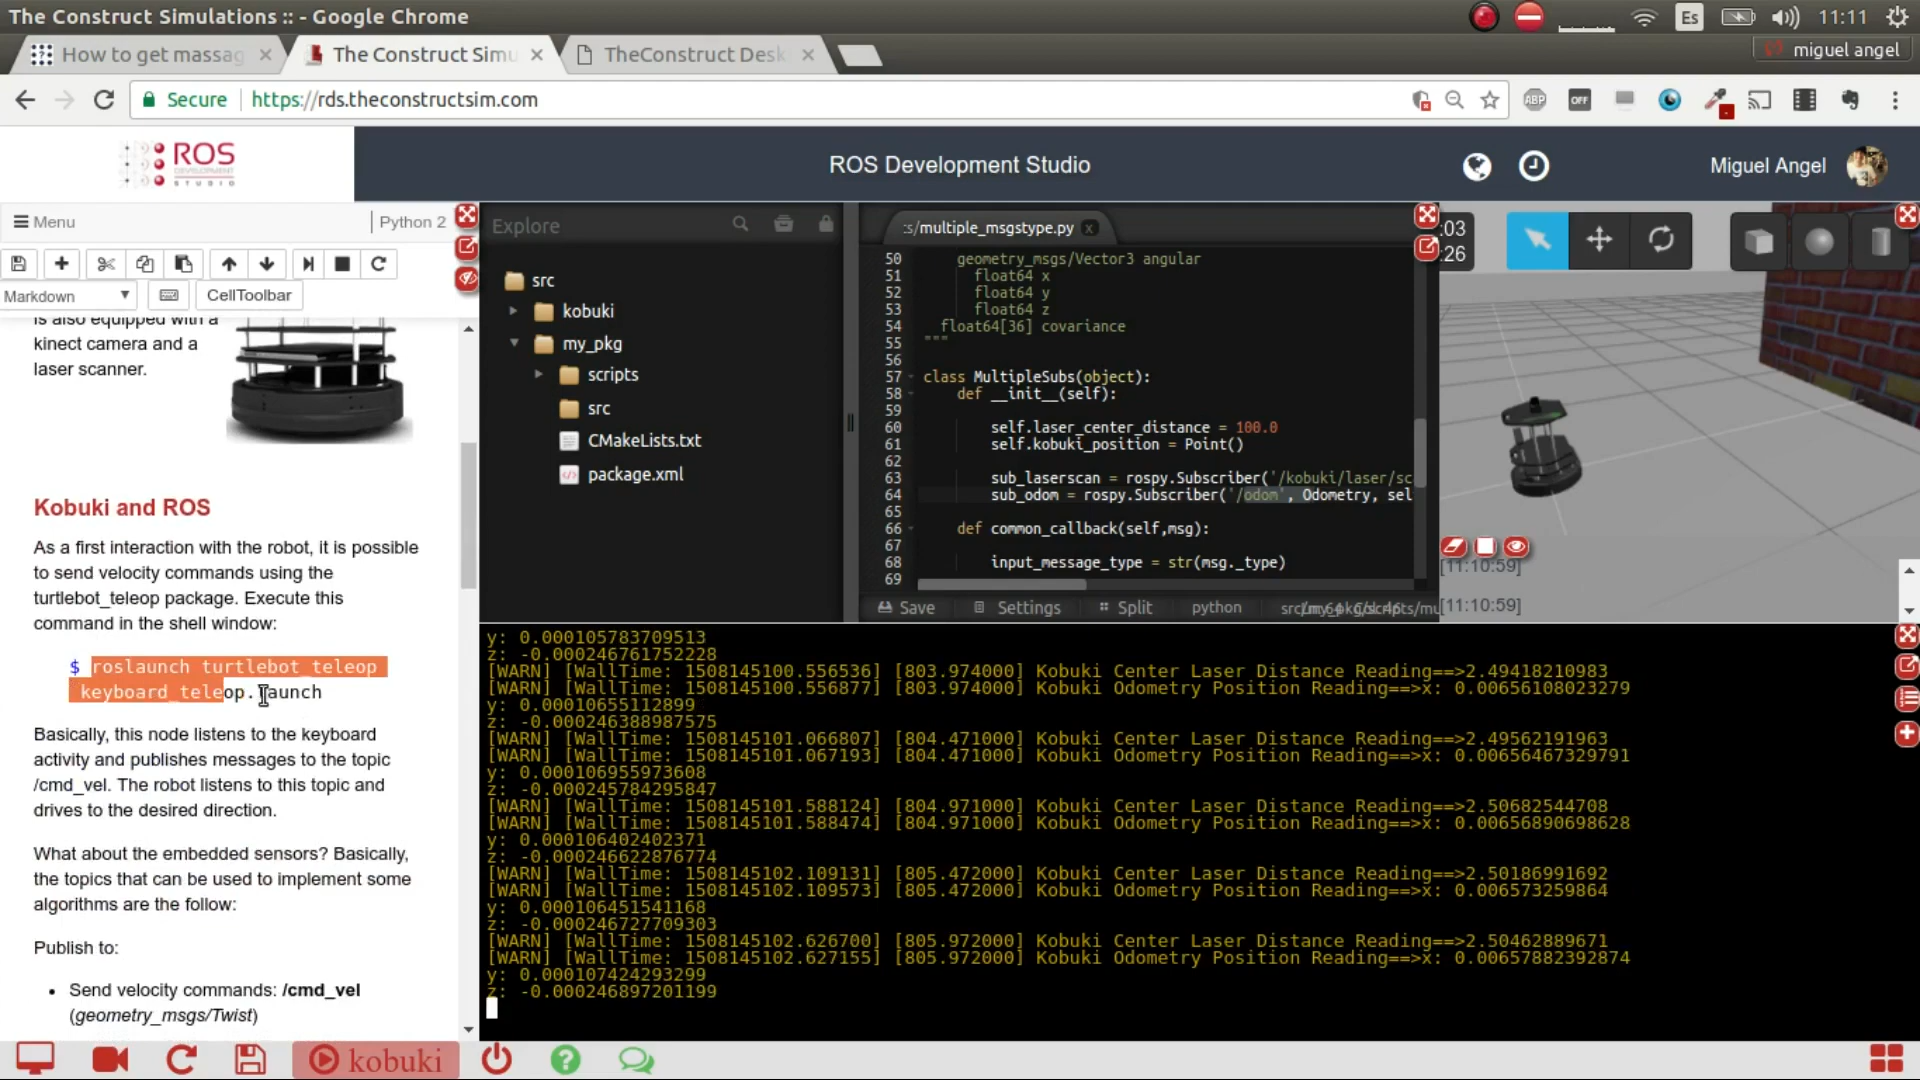 The Construct Simulations :: - Google Chrome
Es
11:11
How to get massag
The Construct Simu
TheConstruct Desk
miguel angel
Secure
https://rds.theconstructsim.com
ABP
OFF
ROS
DEVELOPMENT
STUDIO
ROS Development Studio
Miguel Angel
Menu
Python 2
Markdown
CellToolbar
is also equipped with a
kinect camera and a
laser scanner.
Kobuki and ROS
As a first interaction with the robot, it is possible
to send velocity commands using the
turtlebot_teleop package. Execute this
command in the shell window:
$ roslaunch turtlebot_teleop
keyboard_teleop.launch
Basically, this node listens to the keyboard
activity and publishes messages to the topic
/cmd_vel. The robot listens to this topic and
drives to the desired direction.
What about the embedded sensors? Basically,
the topics that can be used to implement some
algorithms are the follow:
Publish to:
• Send velocity commands: /cmd_vel
(geometry_msgs/Twist)
Explore
src
kobuki
my_pkg
scripts
src
CMakeLists.txt
package.xml
:s/multiple_msgstype.py x
50 geometry_msgs/Vector3 angular
51 float64 x
52 float64 y
53 float64 z
54 float64[36] covariance
55 """
56
57 class MultipleSubs(object):
58 def __init__(self):
59
60 self.laser_center_distance = 100.0
61 self.kobuki_position = Point()
62
63 sub_laserscan = rospy.Subscriber('/kobuki/laser/sc
64 sub_odom = rospy.Subscriber('/odom', Odometry, sel
65
66 def common_callback(self,msg):
67
68 input_message_type = str(msg._type)
69
Save
Settings
Split
python
:03
:26
[11:10:59]
[11:10:59]
y: 0.000105783709513
z: -0.000246761752228
[WARN] [WallTime: 1508145100.556536] [803.974000] Kobuki Center Laser Distance Reading==>2.49418210983
[WARN] [WallTime: 1508145100.556877] [803.974000] Kobuki Odometry Position Reading==>x: 0.00656108023279
y: 0.00010655112899
z: -0.000246388987575
[WARN] [WallTime: 1508145101.066807] [804.471000] Kobuki Center Laser Distance Reading==>2.49562191963
[WARN] [WallTime: 1508145101.067193] [804.471000] Kobuki Odometry Position Reading==>x: 0.00656467329791
y: 0.000106955973608
z: -0.000245784295847
[WARN] [WallTime: 1508145101.588124] [804.971000] Kobuki Center Laser Distance Reading==>2.50682544708
[WARN] [WallTime: 1508145101.588474] [804.971000] Kobuki Odometry Position Reading==>x: 0.00656890698628
y: 0.000106402402371
z: -0.000246622876774
[WARN] [WallTime: 1508145102.109131] [805.472000] Kobuki Center Laser Distance Reading==>2.50186991692
[WARN] [WallTime: 1508145102.109573] [805.472000] Kobuki Odometry Position Reading==>x: 0.006573259864
y: 0.000106451541168
z: -0.000246727709303
[WARN] [WallTime: 1508145102.626700] [805.972000] Kobuki Center Laser Distance Reading==>2.50462889671
[WARN] [WallTime: 1508145102.627155] [805.972000] Kobuki Odometry Position Reading==>x: 0.00657882392874
y: 0.000107424293299
z: -0.000246897201199
kobuki